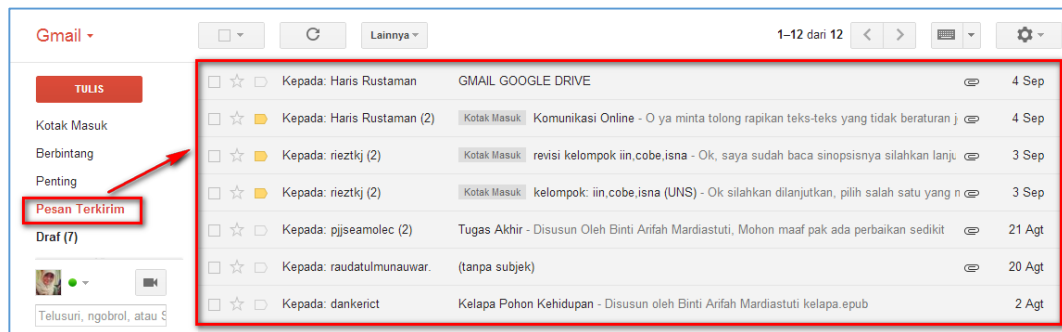 Gmail
Lainnya
1–12 dari 12
TULIS
Kotak Masuk
Berbintang
Penting
Pesan Terkirim
Draf (7)
Telusuri, ngobrol, atau S
Kepada: Haris Rustaman GMAIL GOOGLE DRIVE 4 Sep
Kepada: Haris Rustaman (2) Kotak Masuk Komunikasi Online - O ya minta tolong rapikan teks-teks yang tidak beraturan j 4 Sep
Kepada: rieztkj (2) Kotak Masuk revisi kelompok iin,cobe,isna - Ok, saya sudah baca sinopsisnya silahkan lanju 3 Sep
Kepada: rieztkj (2) Kotak Masuk kelompok: iin,cobe,isna (UNS) - Ok silahkan dilanjutkan, pilih salah satu yang n 3 Sep
Kepada: pjjseamolec (2) Tugas Akhir - Disusun Oleh Binti Arifah Mardiastuti, Mohon maaf pak ada perbaikan sedikit 21 Agt
Kepada: raudatulmunauwar. (tanpa subjek) 20 Agt
Kepada: dankerict Kelapa Pohon Kehidupan - Disusun oleh Binti Arifah Mardiastuti kelapa.epub 2 Agt